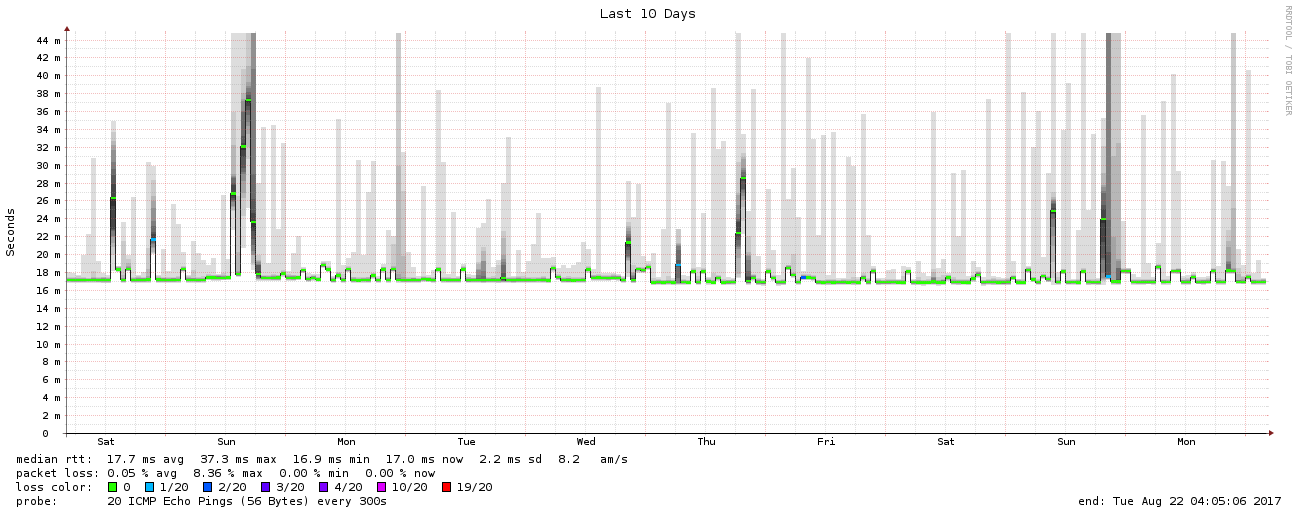 Last 10 Days
RRDTOOL / TOBI OETIKER
Seconds
44 m
42 m
40 m
38 m
36 m
34 m
32 m
30 m
28 m
26 m
24 m
22 m
20 m
18 m
16 m
14 m
12 m
10 m
8 m
6 m
4 m
2 m
0
Sat Sun Mon Tue Wed Thu Fri Sat Sun Mon
median rtt: 17.7 ms avg 37.3 ms max 16.9 ms min 17.0 ms now 2.2 ms sd 8.2 am/s
packet loss: 0.05 % avg 8.36 % max 0.00 % min 0.00 % now
loss color: 0 1/20 2/20 3/20 4/20 10/20 19/20
probe: 20 ICMP Echo Pings (56 Bytes) every 300s end: Tue Aug 22 04:05:06 2017